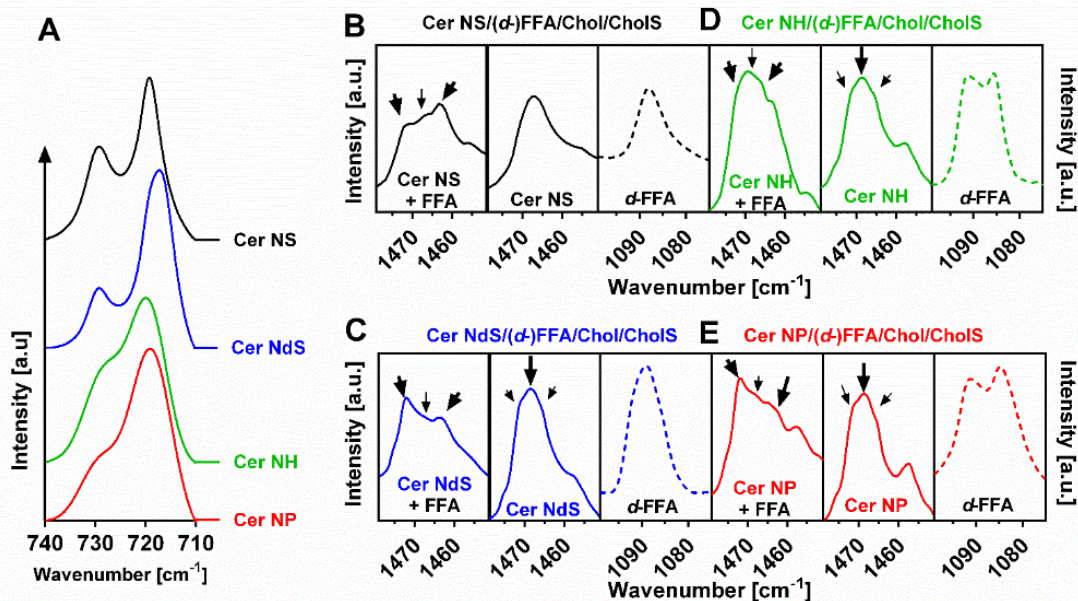 A
Intensity [a.u]
Cer NS
Cer NdS
Cer NH
Cer NP
740 730 720 710
Wavenumber [cm⁻¹]
B
Cer NS/(d-)FFA/Chol/CholS
Intensity [a.u.]
Cer NS
+ FFA
Cer NS
d-FFA
1470 1460 1470 1460 1090 1080
D
Cer NH/(d-)FFA/Chol/CholS
Cer NH
+ FFA
Cer NH
d-FFA
Intensity [a.u.]
1470 1460 1470 1460 1090 1080
Wavenumber [cm⁻¹]
C
Cer NdS/(d-)FFA/Chol/CholS
Intensity [a.u.]
Cer NdS
+ FFA
Cer NdS
d-FFA
1470 1460 1470 1460 1090 1080
E
Cer NP/(d-)FFA/Chol/CholS
Cer NP
+ FFA
Cer NP
d-FFA
Intensity [a.u.]
1470 1460 1470 1460 1090 1080
Wavenumber [cm⁻¹]